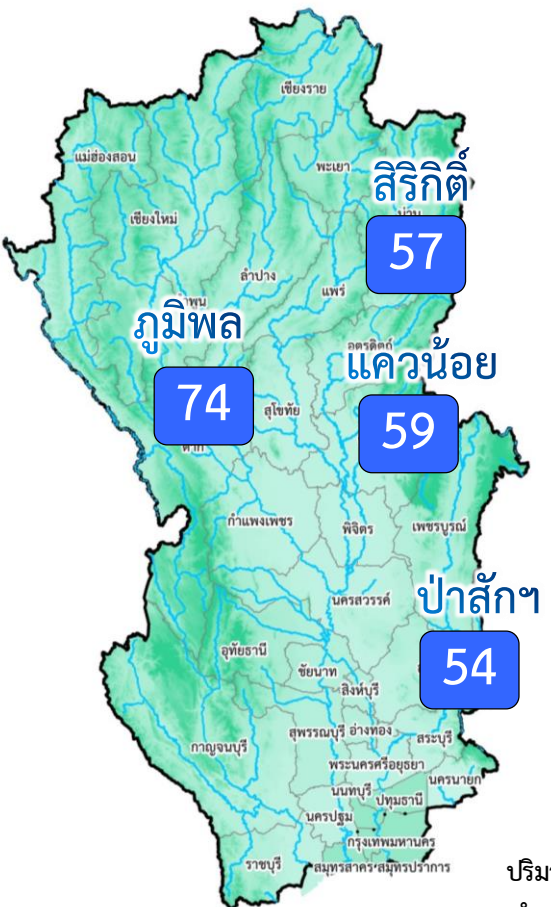 เชียงราย
แม่ฮ่องสอน
พะเยา
สิริกิติ์
น่าน
57
เชียงใหม่
ลำปาง
แพร่
ภูมิพล
74
อุตรดิตถ์
แควน้อย
59
สุโขทัย
ตาก
กำแพงเพชร
พิจิตร
เพชรบูรณ์
นครสวรรค์
ป่าสักฯ
54
อุทัยธานี
ชัยนาท
สิงห์บุรี
สุพรรณบุรี อ่างทอง
สระบุรี
กาญจนบุรี
พระนครศรีอยุธยา
นครนายก
นนทบุรี
ปทุมธานี
นครปฐม
กรุงเทพมหานคร
ราชบุรี
สมุทรสาคร สมุทรปราการ